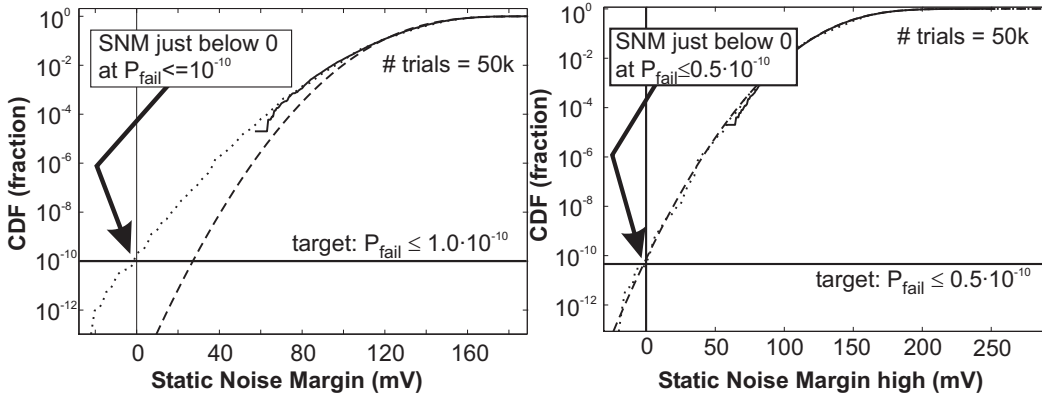 CDF (fraction)
10⁰
10⁻²
10⁻⁴
10⁻⁶
10⁻⁸
10⁻¹⁰
10⁻¹²
SNM just below 0
at P_fail<=10⁻¹⁰
# trials = 50k
target: P_fail ≤ 1.0·10⁻¹⁰
0 40 80 120 160
Static Noise Margin (mV)
CDF (fraction)
10⁰
10⁻²
10⁻⁴
10⁻⁶
10⁻⁸
10⁻¹⁰
10⁻¹²
SNM just below 0
at P_fail≤0.5·10⁻¹⁰
# trials = 50k
target: P_fail ≤ 0.5·10⁻¹⁰
0 50 100 150 200 250
Static Noise Margin high (mV)